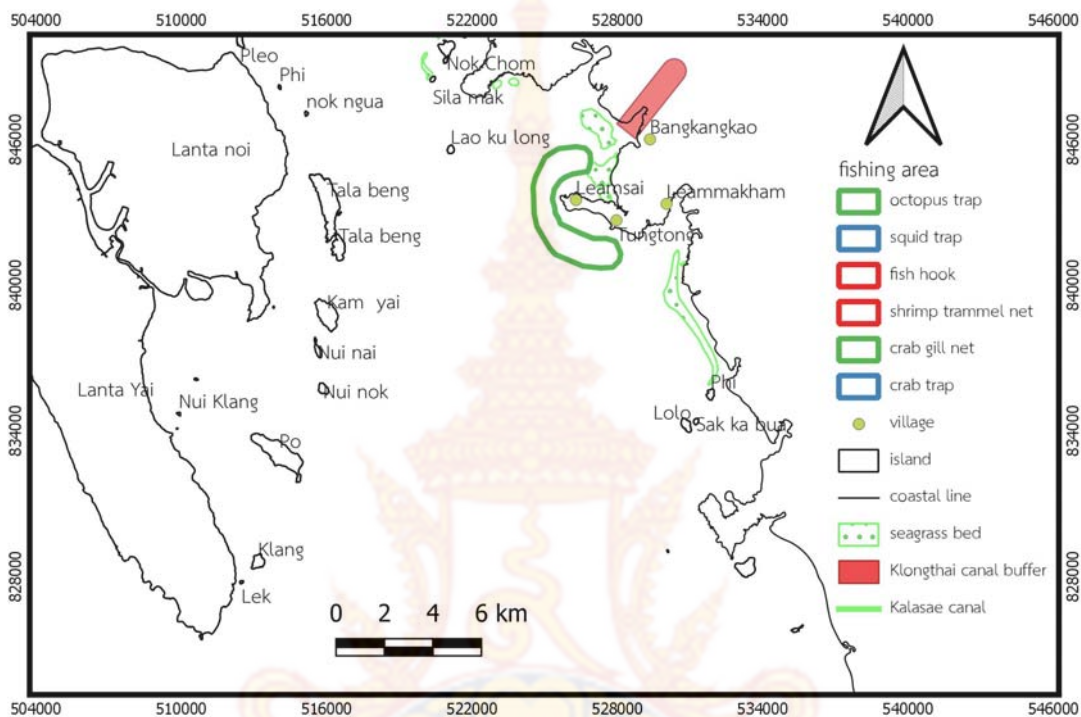 504000 510000 516000 522000 528000 534000 540000 546000
Pleo
Phi
Nok Chom
nok ngua
Sila mak
846000
Lanta noi
Lao ku long
Bangkangkao
846000
Tala beng
Leamsai
Leammakham
Tala beng
Tungtong
840000
Kam yai
840000
Nui nai
Lanta Yai
Nui Klang
Nui nok
Phi
Lolo
Sak ka bua
834000
Po
834000
Klang
828000
Lek
828000
0 2 4 6 km
fishing area
octopus trap
squid trap
fish hook
shrimp trammel net
crab gill net
crab trap
village
island
coastal line
seagrass bed
Klongthai canal buffer
Kalasae canal
504000 510000 516000 522000 528000 534000 540000 546000